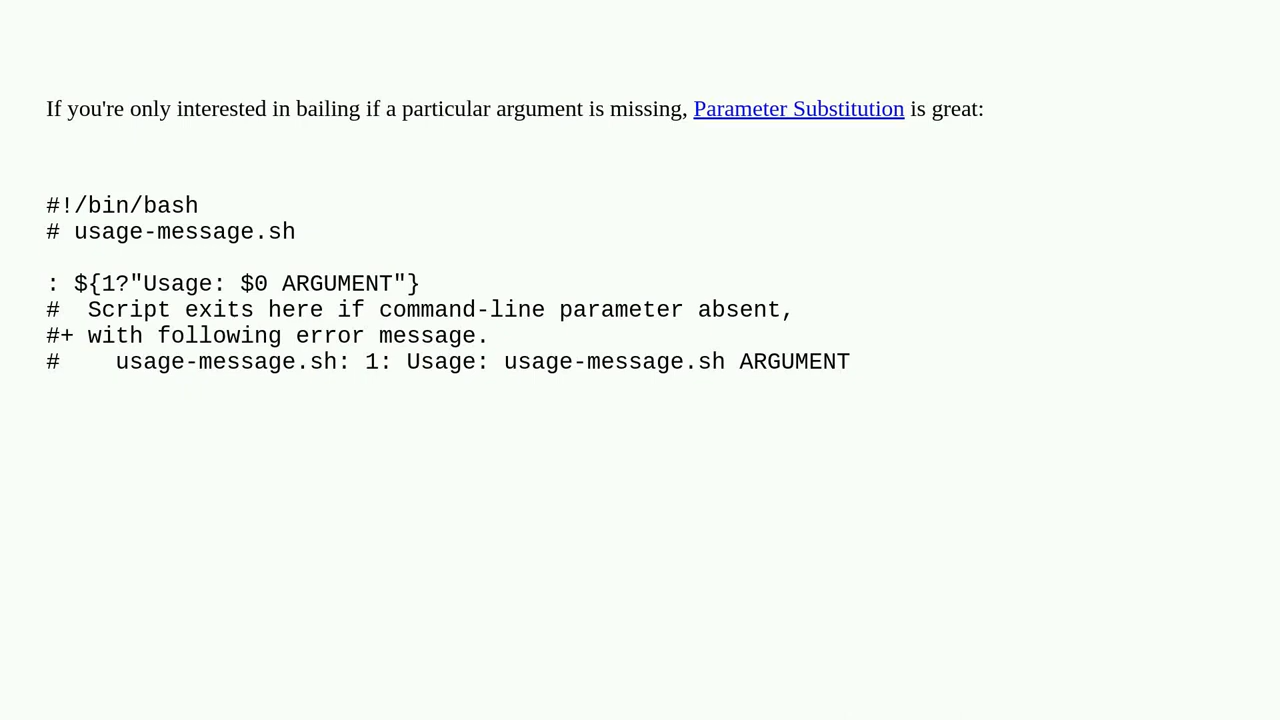 If you're only interested in bailing if a particular argument is missing, Parameter Substitution is great:
#!/bin/bash
# usage-message.sh
: ${1?"Usage: $0 ARGUMENT"}
#  Script exits here if command-line parameter absent,
#+ with following error message.
#    usage-message.sh: 1: Usage: usage-message.sh ARGUMENT